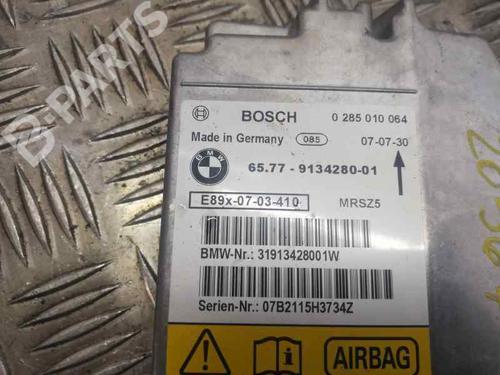 B-PARTS
BOSCH 0 285 010 064
Made in Germany 085 07-07-30
BMW 65.77 - 9134280-01
E89x-07-03-410 MRSZ5
BMW-Nr.: 31913428001W
Serien-Nr.: 07B2115H3734Z
AIRBAG